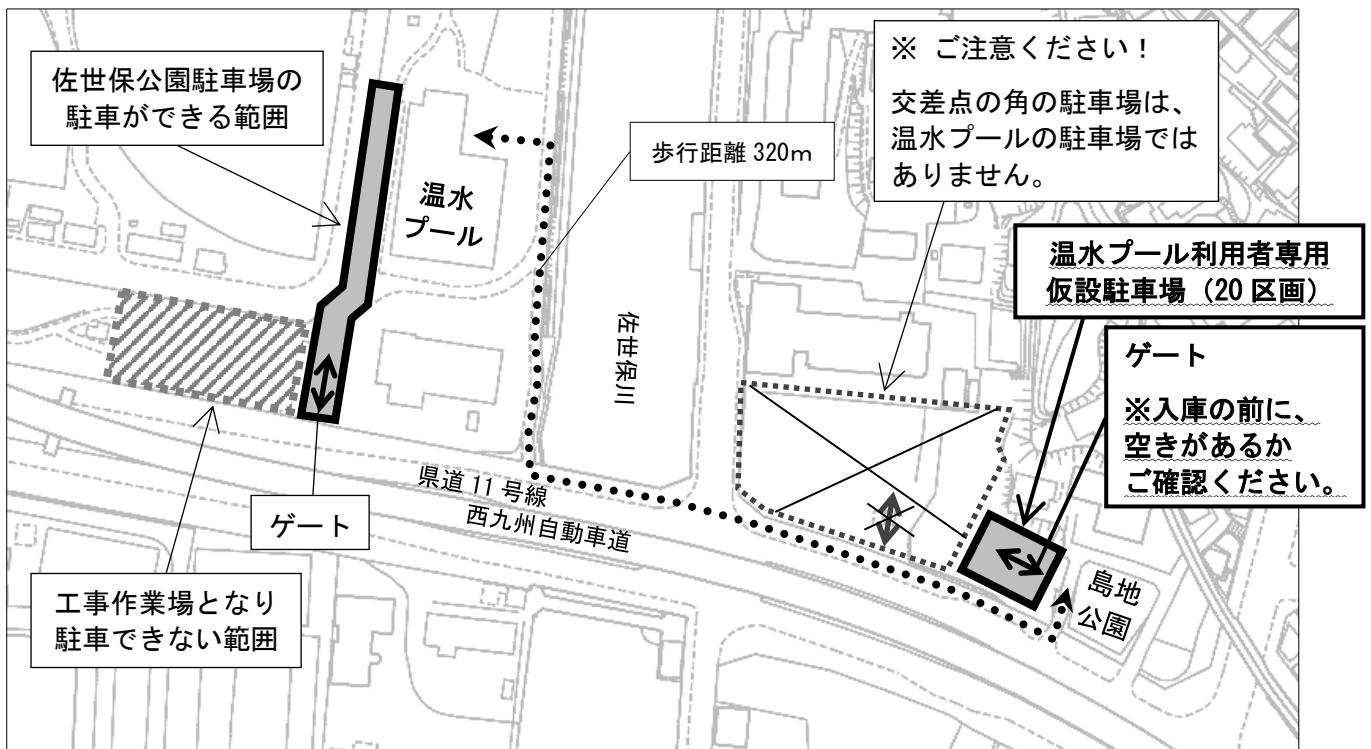 佐世保公園駐車場の
駐車ができる範囲
※ ご注意ください！
交差点の角の駐車場は、
温水プールの駐車場では
ありません。
歩行距離 320ｍ
温水
プール
温水プール利用者専用
仮設駐車場（20 区画）
佐世保川
ゲート
※入庫の前に、
空きがあるか
ご確認ください。
県道 11 号線
西九州自動車道
ゲート
島地
公園
工事作業場となり
駐車できない範囲